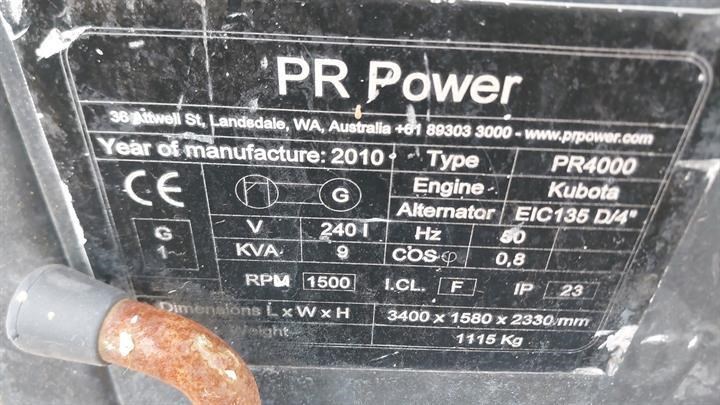 PR Power
36 Attwell St, Landsdale, WA, Australia +61 89303 3000 - www.prpower.com
Year of manufacture: 2010 Type PR4000
CE Engine Kubota
G Alternator EIC135 D/4"
G V 240 I Hz 50
1 KVA 9 COSφ 0,8
RPM 1500 I.CL. F IP 23
Dimensions L x W x H 3400 x 1580 x 2330 mm
Weight 1115 Kg